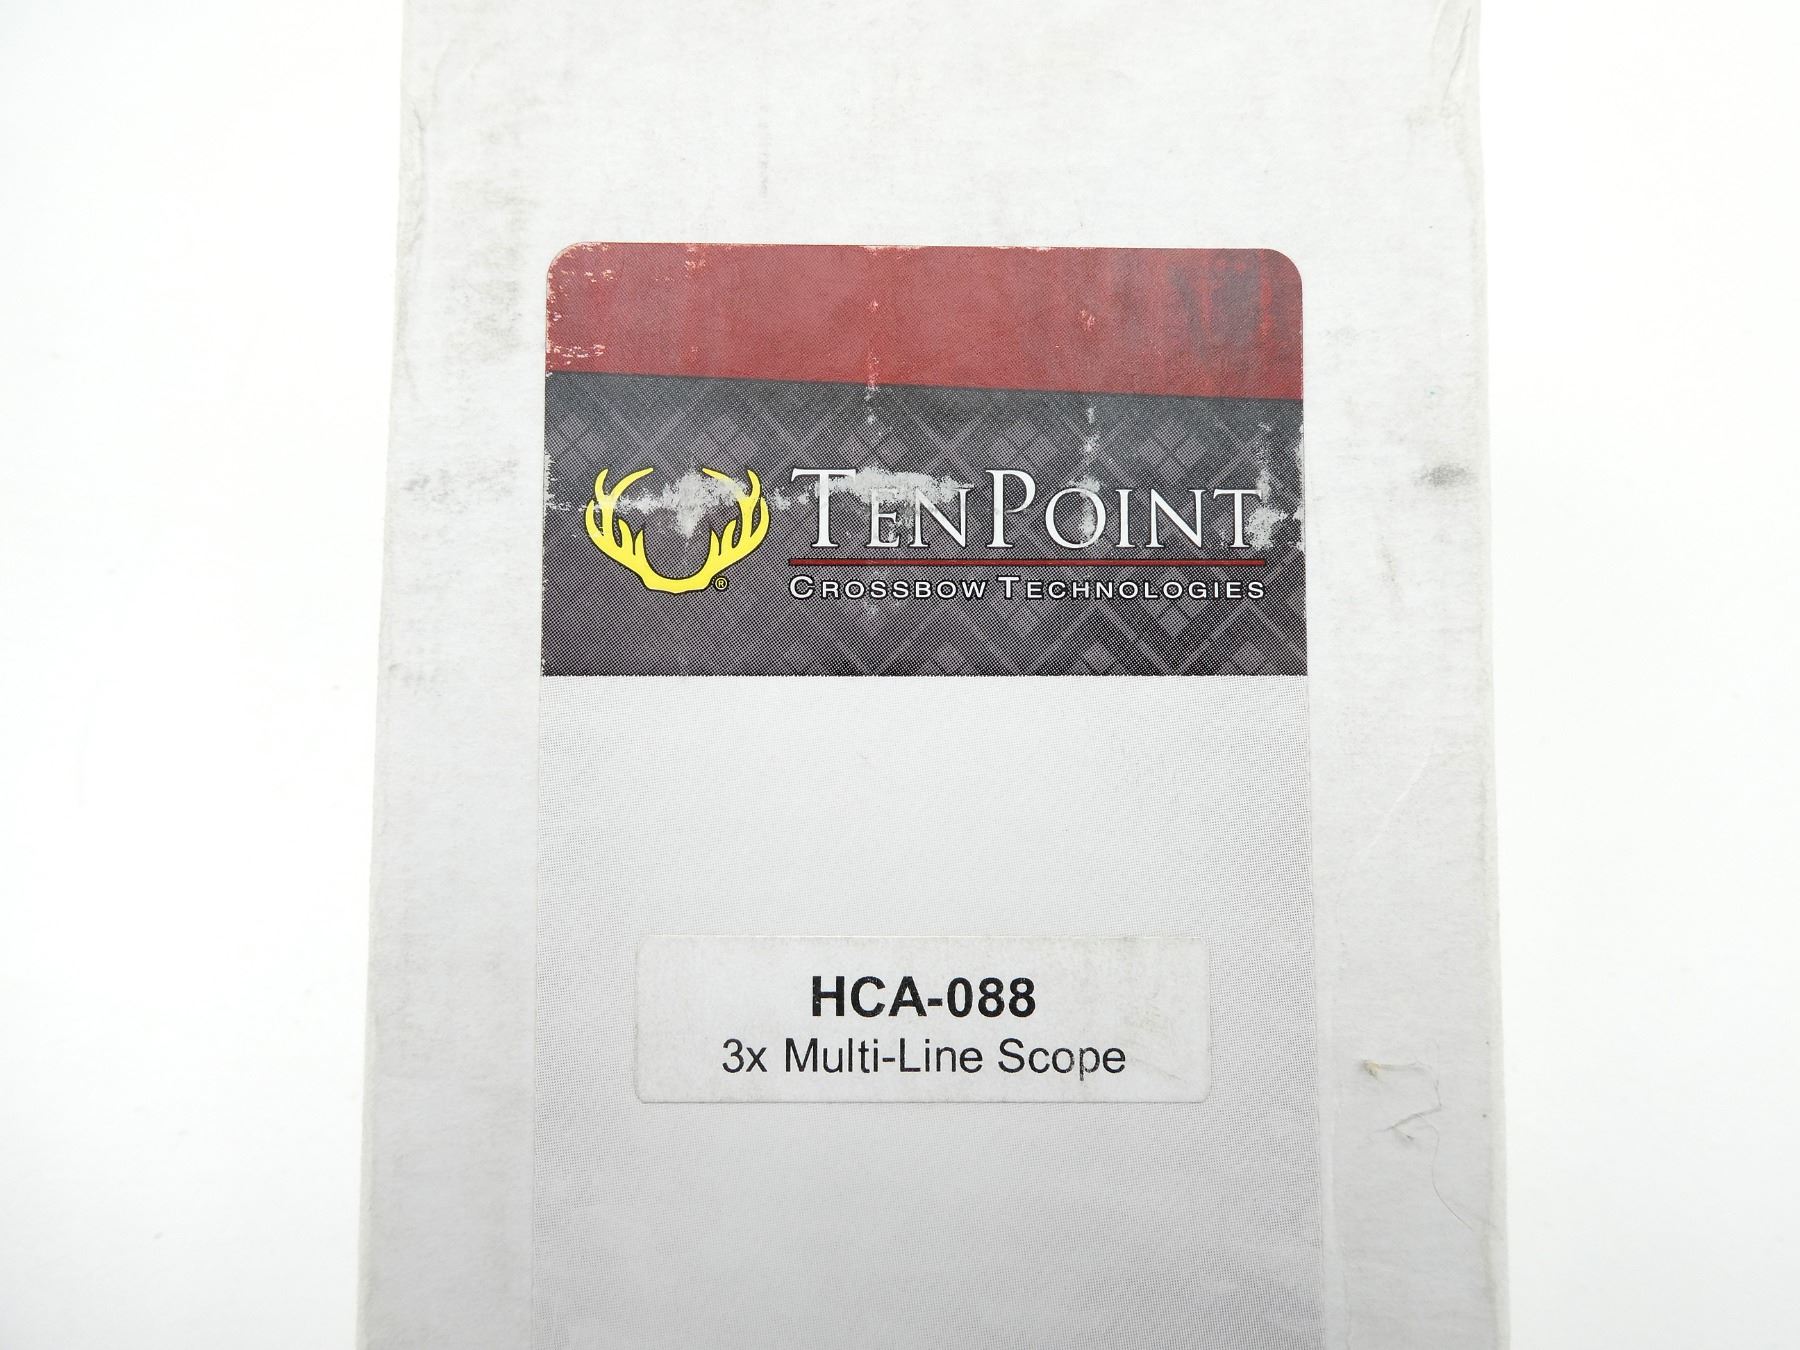 TENPOINT
CROSSBOW TECHNOLOGIES
®
HCA-088
3x Multi-Line Scope